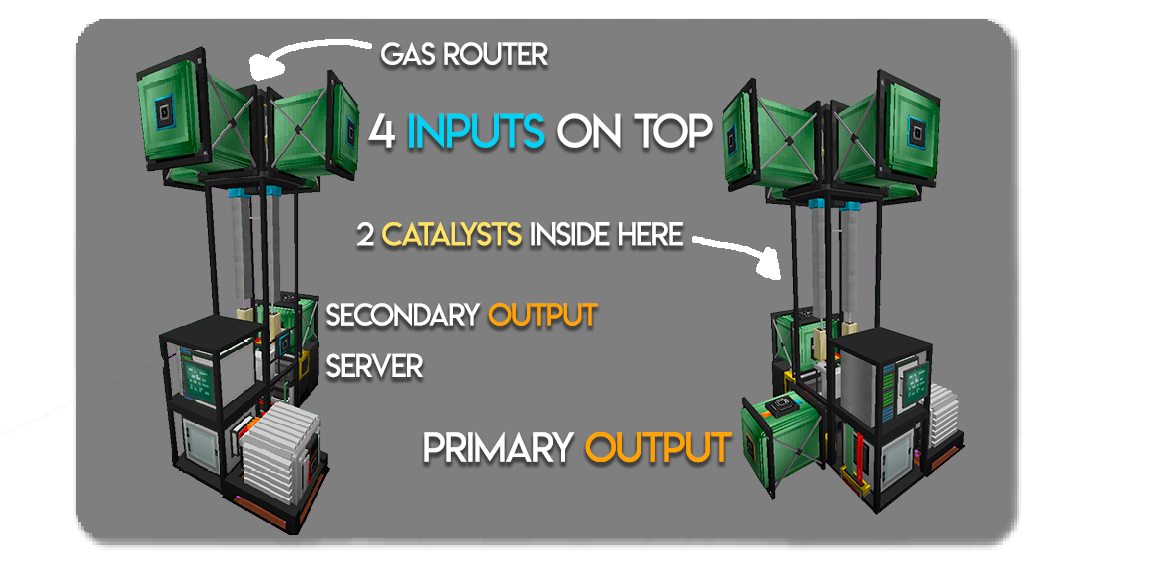 GAS ROUTER
4 INPUTS ON TOP
2 CATALYSTS INSIDE HERE
SECONDARY OUTPUT
SERVER
PRIMARY OUTPUT